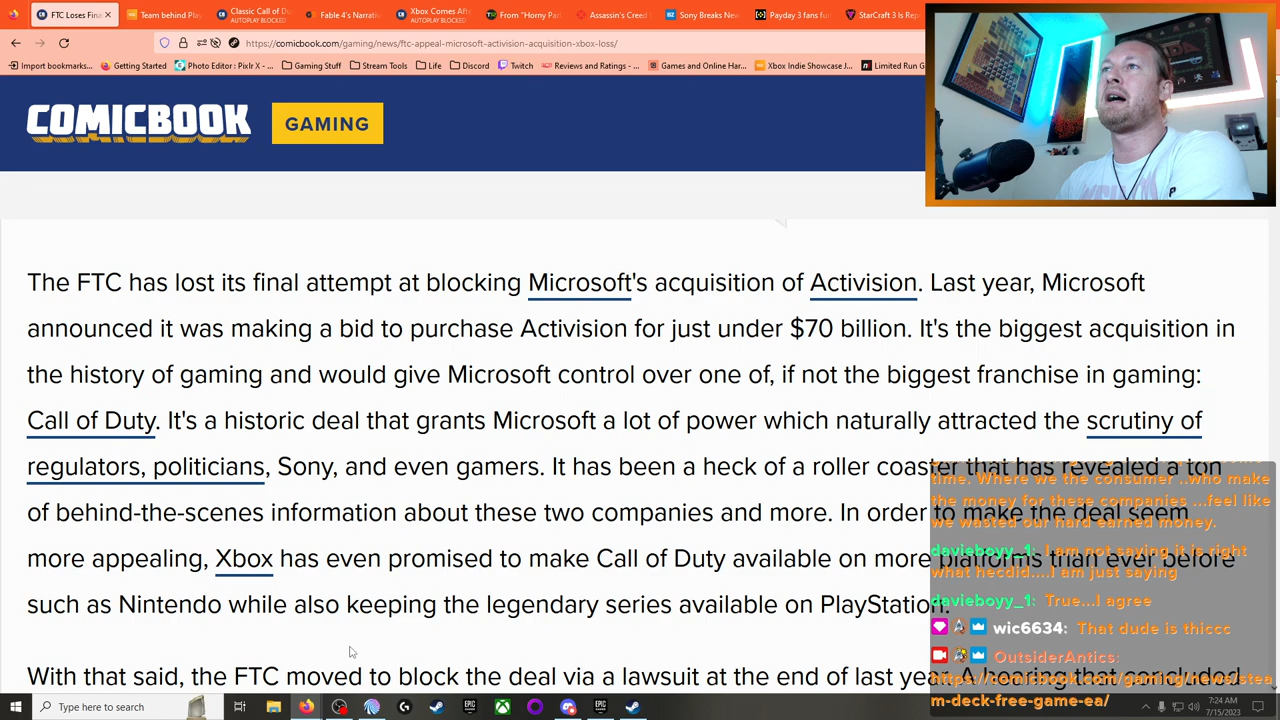 FTC Loses Fina
Team behind Play
Classic Call of Du
AUTOPLAY BLOCKED
Fable 4's Narrati
Xbox Comes Afte
AUTOPLAY BLOCKED
From "Horny Par
Assassin's Creed
Sony Breaks New
Payday 3 fans fu
StarCraft 3 Is Rep
https://comicbook.com/gaming/news/ftc-appeal-microsoft-activision-acquisition-xbox-loss/
Import bookmarks...
Getting Started
Photo Editor : Pixlr X - ...
Gaming Stuff
Stream Tools
Life
Discord
Twitch
Reviews and Ratings - ...
Games and Online Har...
Xbox Indie Showcase J...
Limited Run G
COMICBOOK
GAMING
The FTC has lost its final attempt at blocking Microsoft's acquisition of Activision. Last year, Microsoft
announced it was making a bid to purchase Activision for just under $70 billion. It's the biggest acquisition in
the history of gaming and would give Microsoft control over one of, if not the biggest franchise in gaming:
Call of Duty. It's a historic deal that grants Microsoft a lot of power which naturally attracted the scrutiny of
regulators, politicians, Sony, and even gamers. It has been a heck of a roller coaster that has revealed a ton
of behind-the-scenes information about these two companies and more. In order to make the deal seem
more appealing, Xbox has even promised to make Call of Duty available on more platforms than ever before
such as Nintendo while also keeping the legendary series available on PlayStation.
With that said, the FTC moved to block the deal via a lawsuit at the end of last year
time. Where we the consumer ..who make
the money for these companies ...feel like
we wasted our hard earned money.
davieboyy_1: I am not saying it is right
what hecdid....I am just saying
davieboyy_1: True...I agree
wic6634: That dude is thiccc
OutsiderAntics:
https://comicbook.com/gaming/news/stea
m-deck-free-game-ea/
Type here to search
7:24 AM
7/15/2023